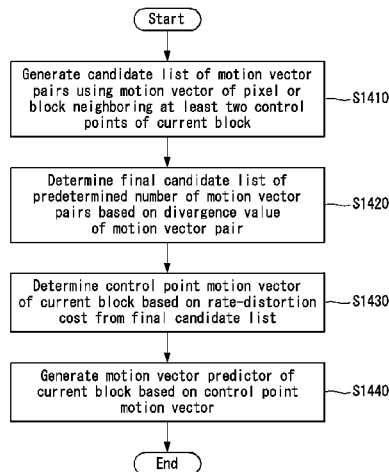 Start
Generate candidate list of motion vector
pairs using motion vector of pixel or
block neighboring at least two control
points of current block
S1410
Determine final candidate list of
predetermined number of motion vector
pairs based on divergence value
of motion vector pair
S1420
Determine control point motion vector
of current block based on rate-distortion
cost from final candidate list
S1430
Generate motion vector predictor of
current block based on control point
motion vector
S1440
End